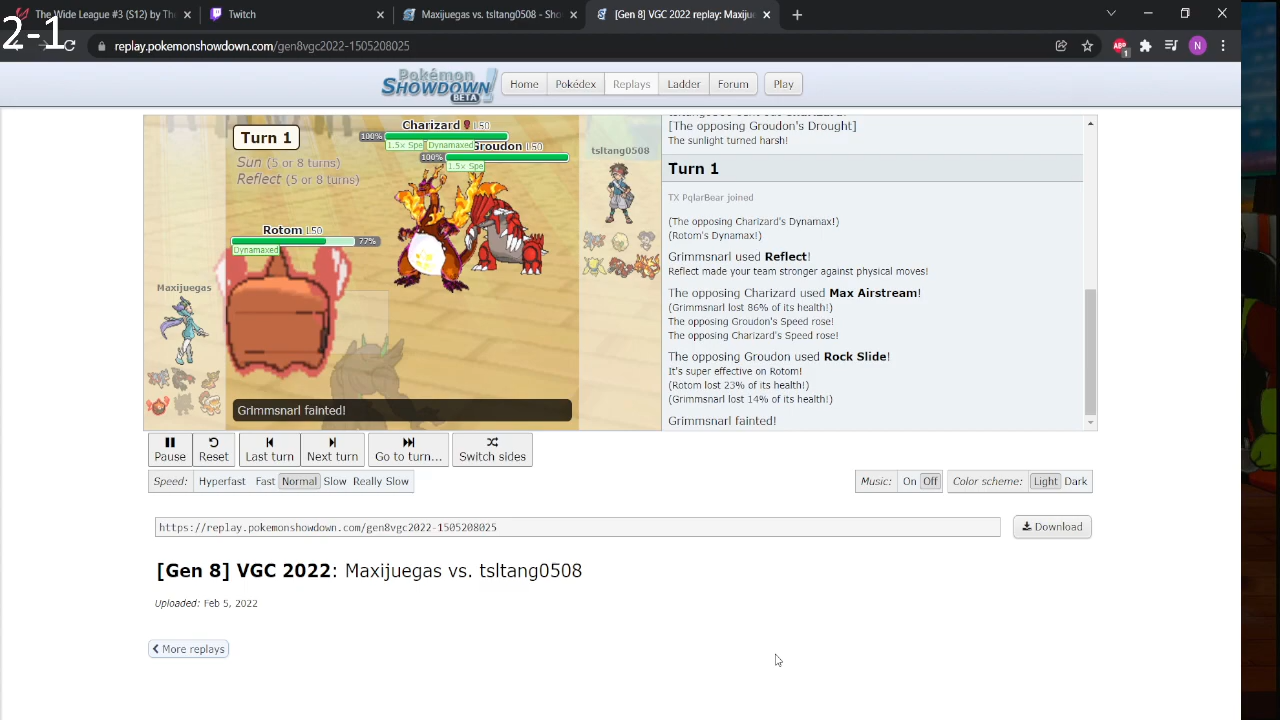 2-1
The Wide League #3 (S12) by Th
Twitch
Maxijuegas vs. tsltang0508 - Sho
[Gen 8] VGC 2022 replay: Maxijue
replay.pokemonshowdown.com/gen8vgc2022-1505208025
ABP
1
N
Pokémon
SHOWDOWN!
BETA
Home
Pokédex
Replays
Ladder
Forum
Play
Turn 1
Sun (5 or 8 turns)
Reflect (5 or 8 turns)
Charizard L50
100%
1.5× Spe Dynamaxed
Groudon L50
100%
1.5× Spe
tsltang0508
Rotom L50
77%
Dynamaxed
Maxijuegas
Grimmsnarl fainted!
[The opposing Groudon's Drought]
The sunlight turned harsh!
Turn 1
TX PqlarBear joined
(The opposing Charizard's Dynamax!)
(Rotom's Dynamax!)
Grimmsnarl used Reflect!
Reflect made your team stronger against physical moves!
The opposing Charizard used Max Airstream!
(Grimmsnarl lost 86% of its health!)
The opposing Groudon's Speed rose!
The opposing Charizard's Speed rose!
The opposing Groudon used Rock Slide!
It's super effective on Rotom!
(Rotom lost 23% of its health!)
(Grimmsnarl lost 14% of its health!)
Grimmsnarl fainted!
Pause
Reset
Last turn
Next turn
Go to turn...
Switch sides
Speed: Hyperfast Fast Normal Slow Really Slow
Music: On Off
Color scheme: Light Dark
https://replay.pokemonshowdown.com/gen8vgc2022-1505208025
Download
[Gen 8] VGC 2022: Maxijuegas vs. tsltang0508
Uploaded: Feb 5, 2022
More replays